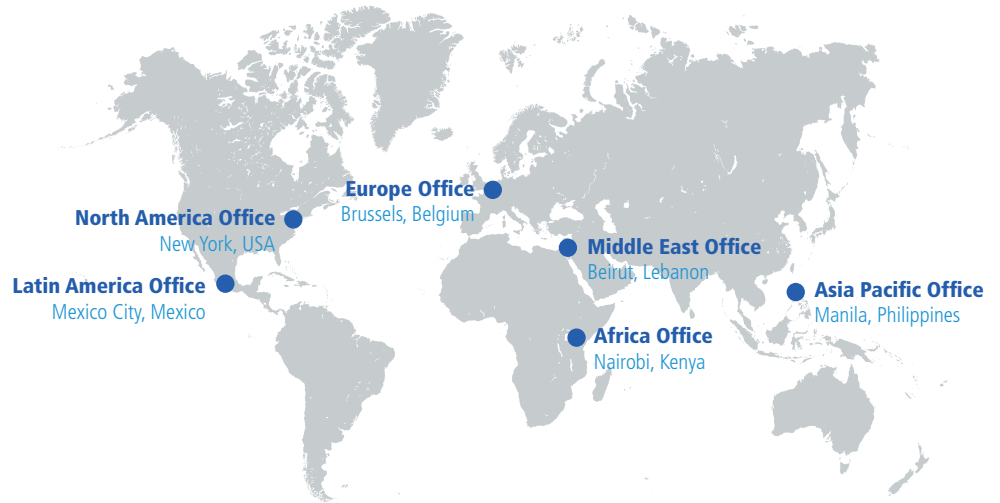 Europe Office
Brussels, Belgium
North America Office
New York, USA
Middle East Office
Beirut, Lebanon
Latin America Office
Mexico City, Mexico
Asia Pacific Office
Manila, Philippines
Africa Office
Nairobi, Kenya